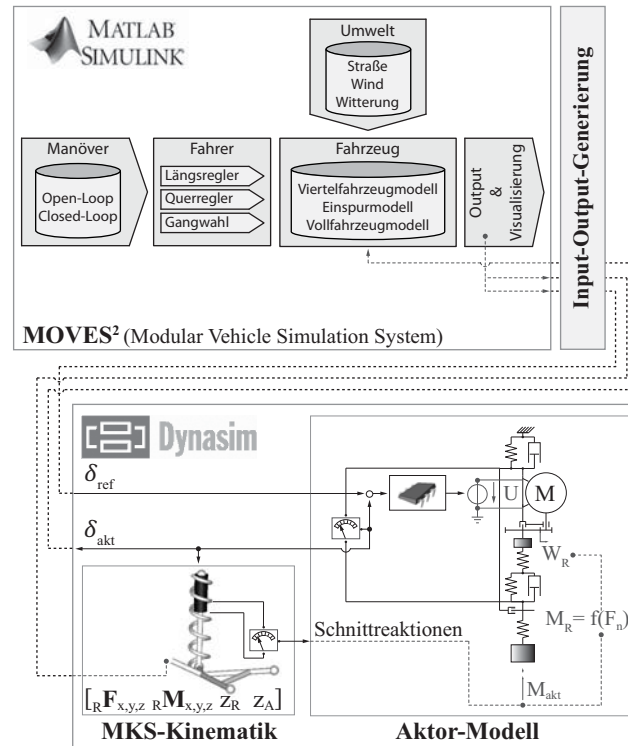 MATLAB
SIMULINK
Umwelt
Straße
Wind
Witterung
Manöver
Open-Loop
Closed-Loop
Fahrer
Längsregler
Querregler
Gangwahl
Fahrzeug
Viertelfahrzeugmodell
Einspurmodell
Vollfahrzeugmodell
Output
&
Visualisierung
Input-Output-Generierung
MOVES² (Modular Vehicle Simulation System)
Dynasim
δref
δakt
U
M
WR
MR= f(Fn)
Makt
Schnittreaktionen
[RFx,y,z RMx,y,z zR zA]
MKS-Kinematik
Aktor-Modell